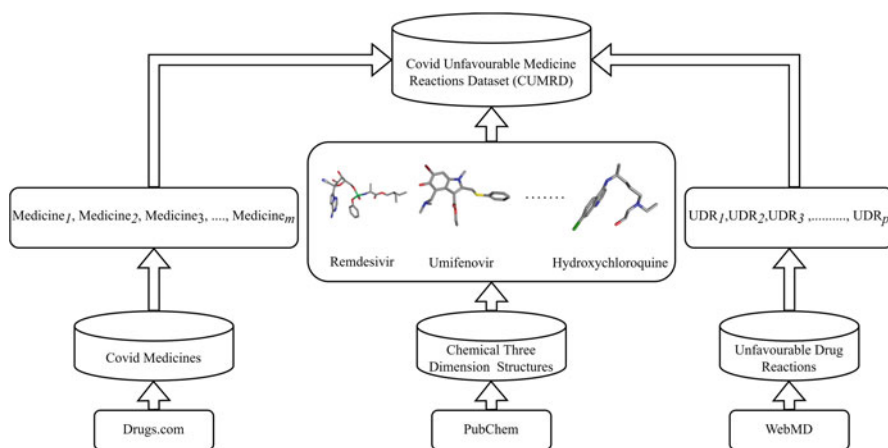 Covid Unfavourable Medicine
Reactions Dataset (CUMRD)
Medicine1, Medicine2, Medicine3, ...., Medicinem
Remdesivir
Umifenovir
........
Hydroxychloroquine
UDR1,UDR2,UDR3 ,.........., UDRp
Covid Medicines
Chemical Three
Dimension Structures
Unfavourable Drug
Reactions
Drugs.com
PubChem
WebMD